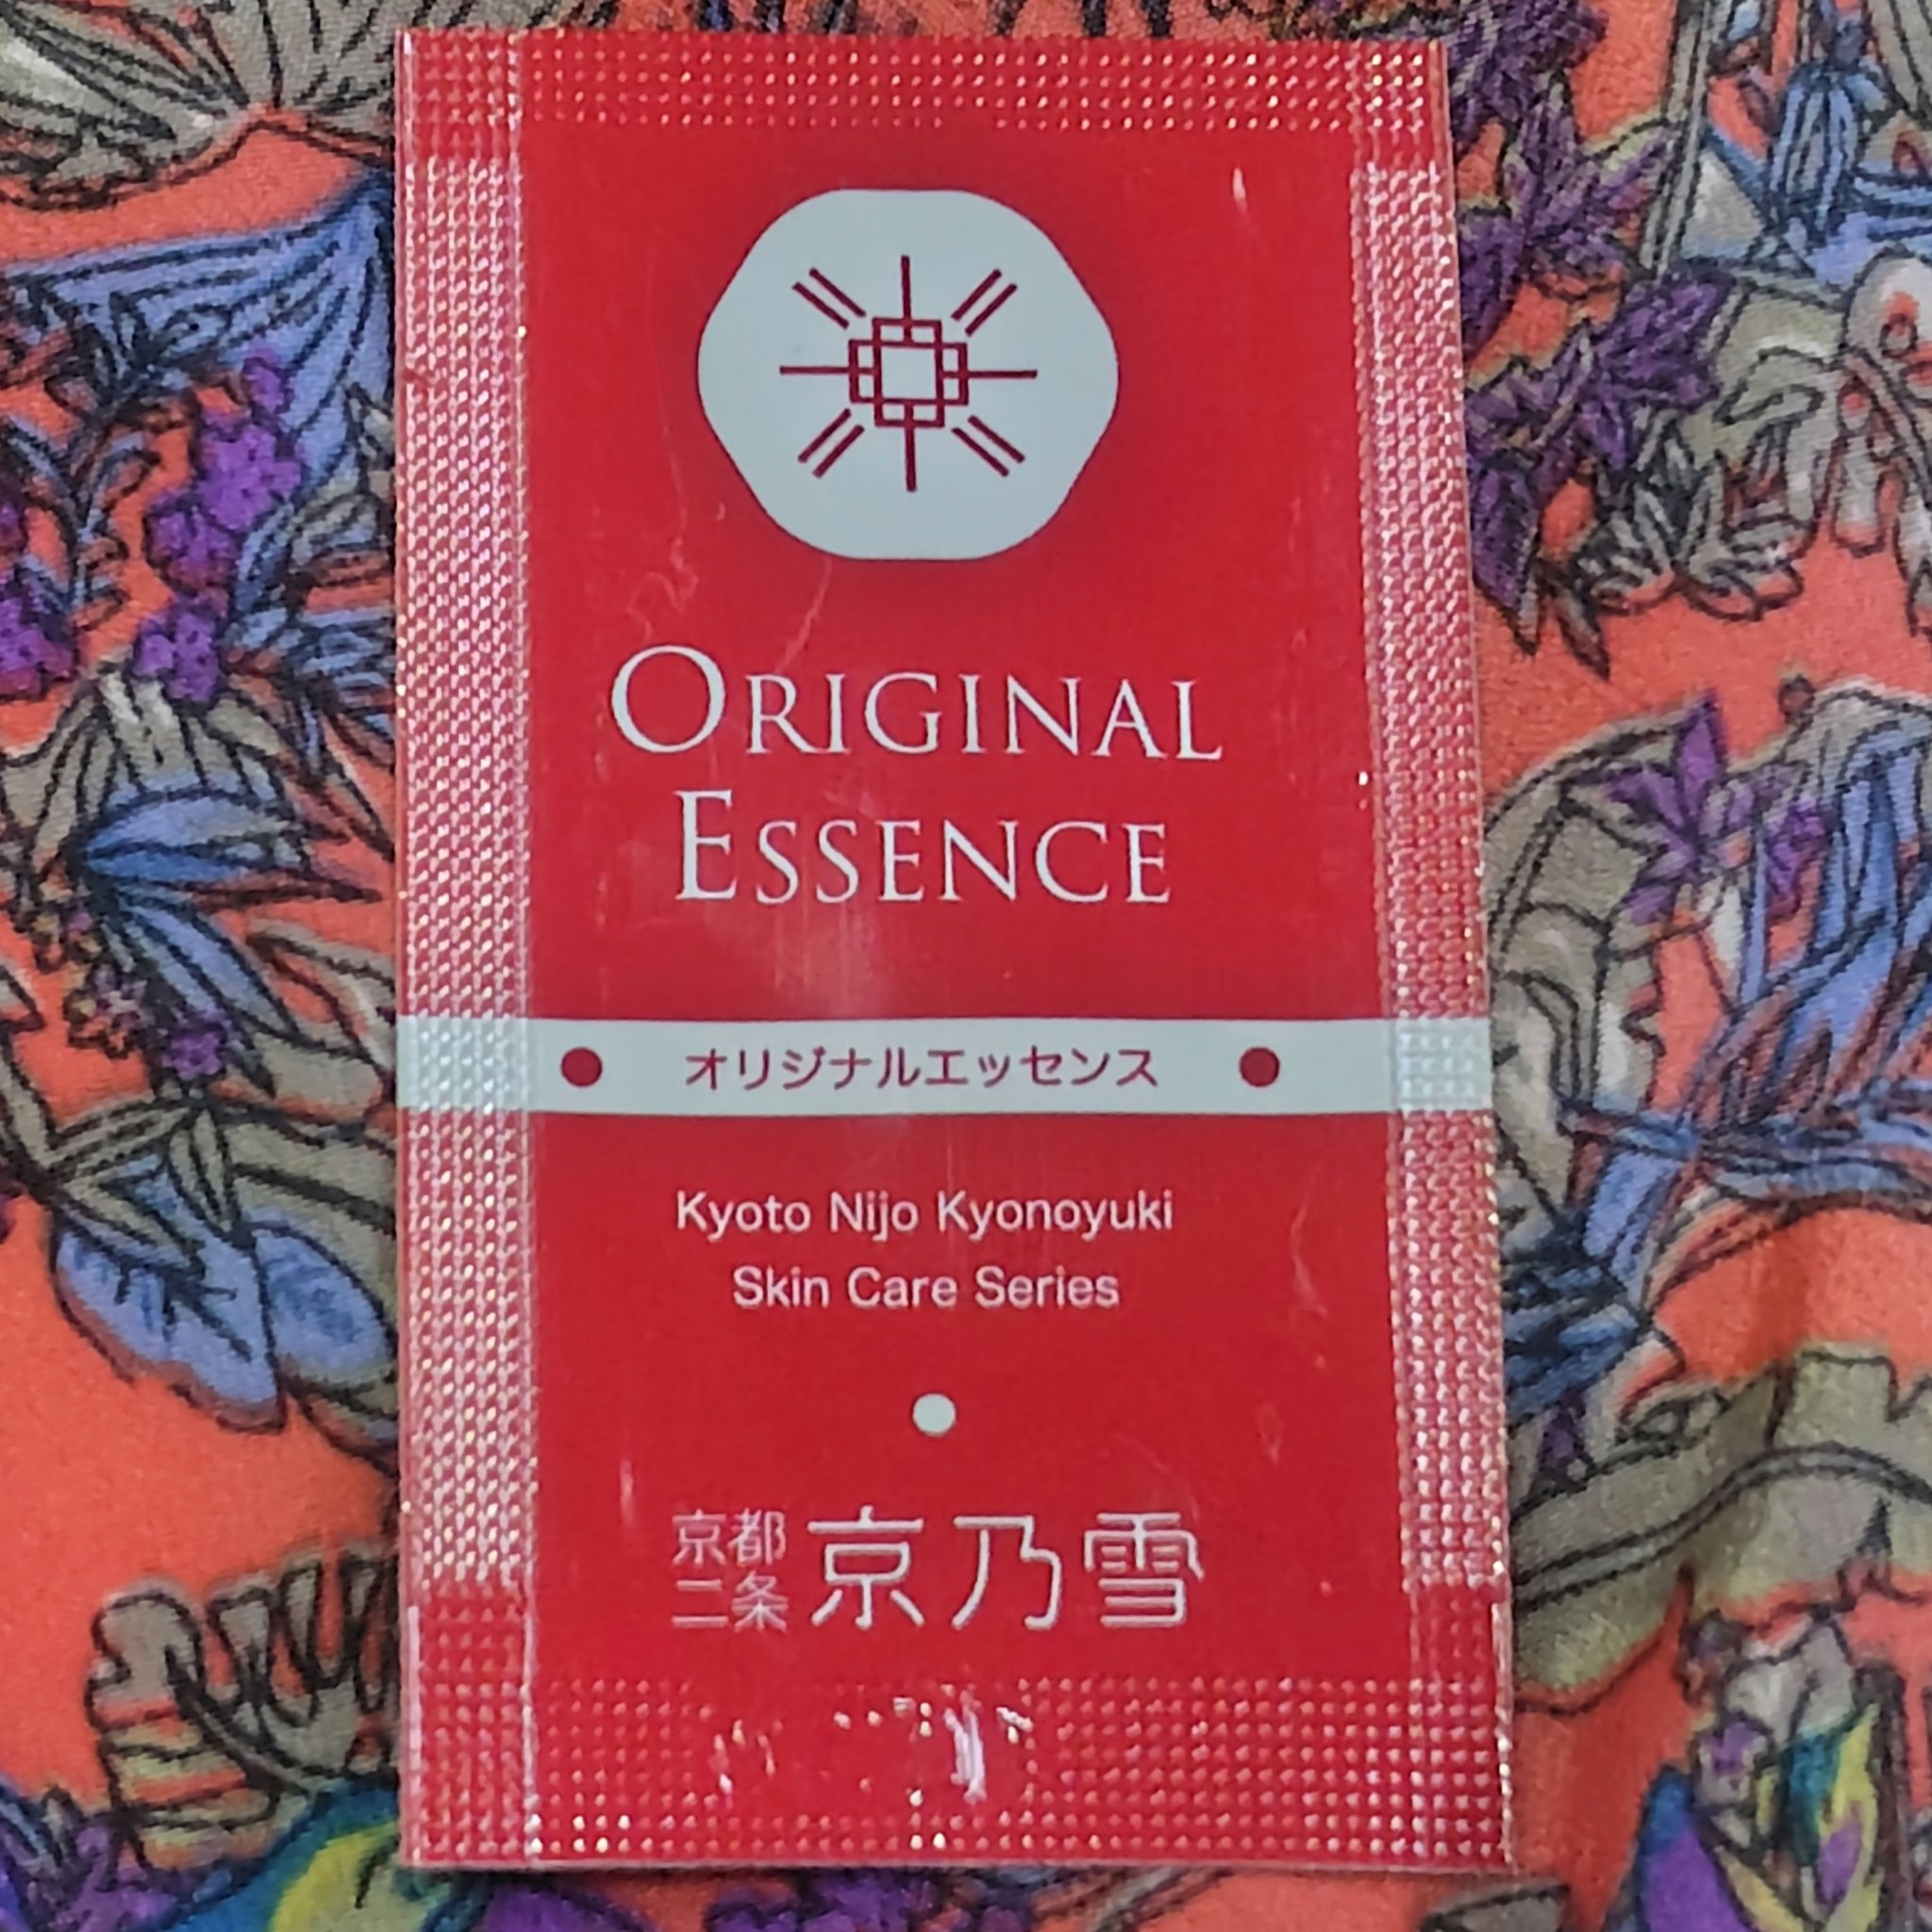 ORIGINAL
ESSENCE
オリジナルエッセンス
Kyoto Nijo Kyonoyuki
Skin Care Series
京都
二条
京乃雪